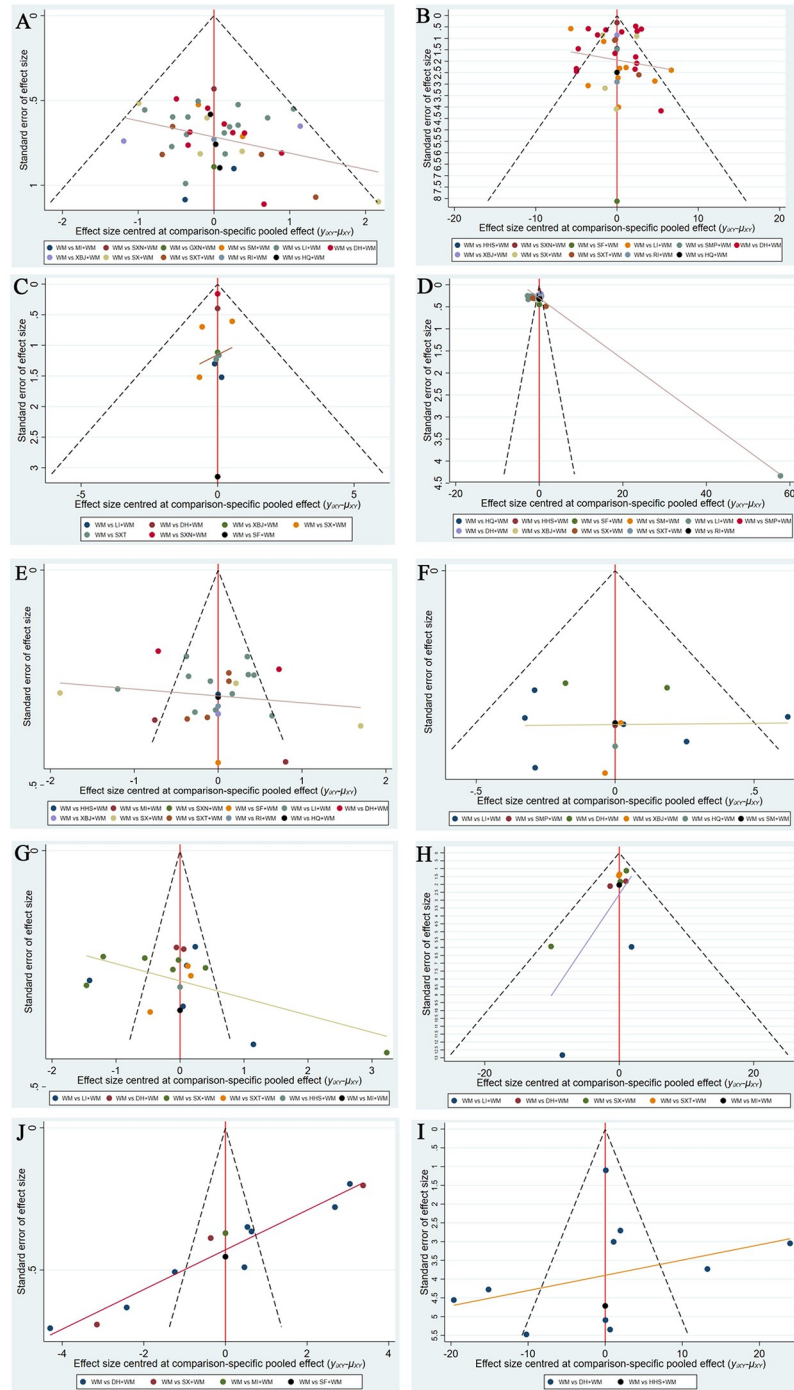 A
Standard error of effect size
0
.5
1
-2
-1
0
1
2
Effect size centred at comparison-specific pooled effect (yiXY-μXY)
WM vs MI+WM WM vs SXN+WM WM vs GXN+WM WM vs SM+WM WM vs LI+WM WM vs DH+WM
WM vs XBJ+WM WM vs SX+WM WM vs SXT+WM WM vs RI+WM WM vs HQ+WM
B
Standard error of effect size
-20
-10
0
10
20
Effect size centred at comparison-specific pooled effect (yiXY-μXY)
WM vs HHS+WM WM vs SXN+WM WM vs SF+WM WM vs LI+WM WM vs SMP+WM WM vs DH+WM
WM vs XBJ+WM WM vs SX+WM WM vs SXT+WM WM vs RI+WM WM vs HQ+WM
C
Standard error of effect size
0
.5
1
1.5
2
2.5
3
-5
0
5
Effect size centred at comparison-specific pooled effect (yiXY-μXY)
WM vs LI+WM WM vs DH+WM WM vs XBJ+WM WM vs SX+WM
WM vs SXT WM vs SXN+WM WM vs SF+WM
D
Standard error of effect size
0
.5
1
1.5
2
2.5
3
3.5
4
4.5
-20
0
20
40
60
Effect size centred at comparison-specific pooled effect (yiXY-μXY)
WM vs HQ+WM WM vs HHS+WM WM vs SF+WM WM vs SM+WM WM vs LI+WM WM vs SMP+WM
WM vs DH+WM WM vs XBJ+WM WM vs SX+WM WM vs SXT+WM WM vs RI+WM
E
Standard error of effect size
0
.5
-2
-1
0
1
2
Effect size centred at comparison-specific pooled effect (yiXY-μXY)
WM vs HHS+WM WM vs MI+WM WM vs SXN+WM WM vs SF+WM WM vs LI+WM WM vs DH+WM
WM vs XBJ+WM WM vs SX+WM WM vs SXT+WM WM vs RI+WM WM vs HQ+WM
F
Standard error of effect size
0
-.5
0
.5
Effect size centred at comparison-specific pooled effect (yiXY-μXY)
WM vs LI+WM WM vs SMP+WM WM vs DH+WM WM vs XBJ+WM WM vs HQ+WM WM vs SM+WM
G
Standard error of effect size
0
.5
-2
-1
0
1
2
3
Effect size centred at comparison-specific pooled effect (yiXY-μXY)
WM vs LI+WM WM vs DH+WM WM vs SX+WM WM vs SXT+WM WM vs HHS+WM WM vs MI+WM
H
Standard error of effect size
-20
0
20
Effect size centred at comparison-specific pooled effect (yiXY-μXY)
WM vs LI+WM WM vs DH+WM WM vs SX+WM WM vs SXT+WM WM vs MI+WM
J
Standard error of effect size
0
.5
-4
-2
0
2
4
Effect size centred at comparison-specific pooled effect (yiXY-μXY)
WM vs DH+WM WM vs SX+WM WM vs MI+WM WM vs SF+WM
I
Standard error of effect size
0
.5
1
1.5
2
2.5
3
3.5
4
4.5
5
5.5
-20
-10
0
10
20
Effect size centred at comparison-specific pooled effect (yiXY-μXY)
WM vs DH+WM WM vs HHS+WM